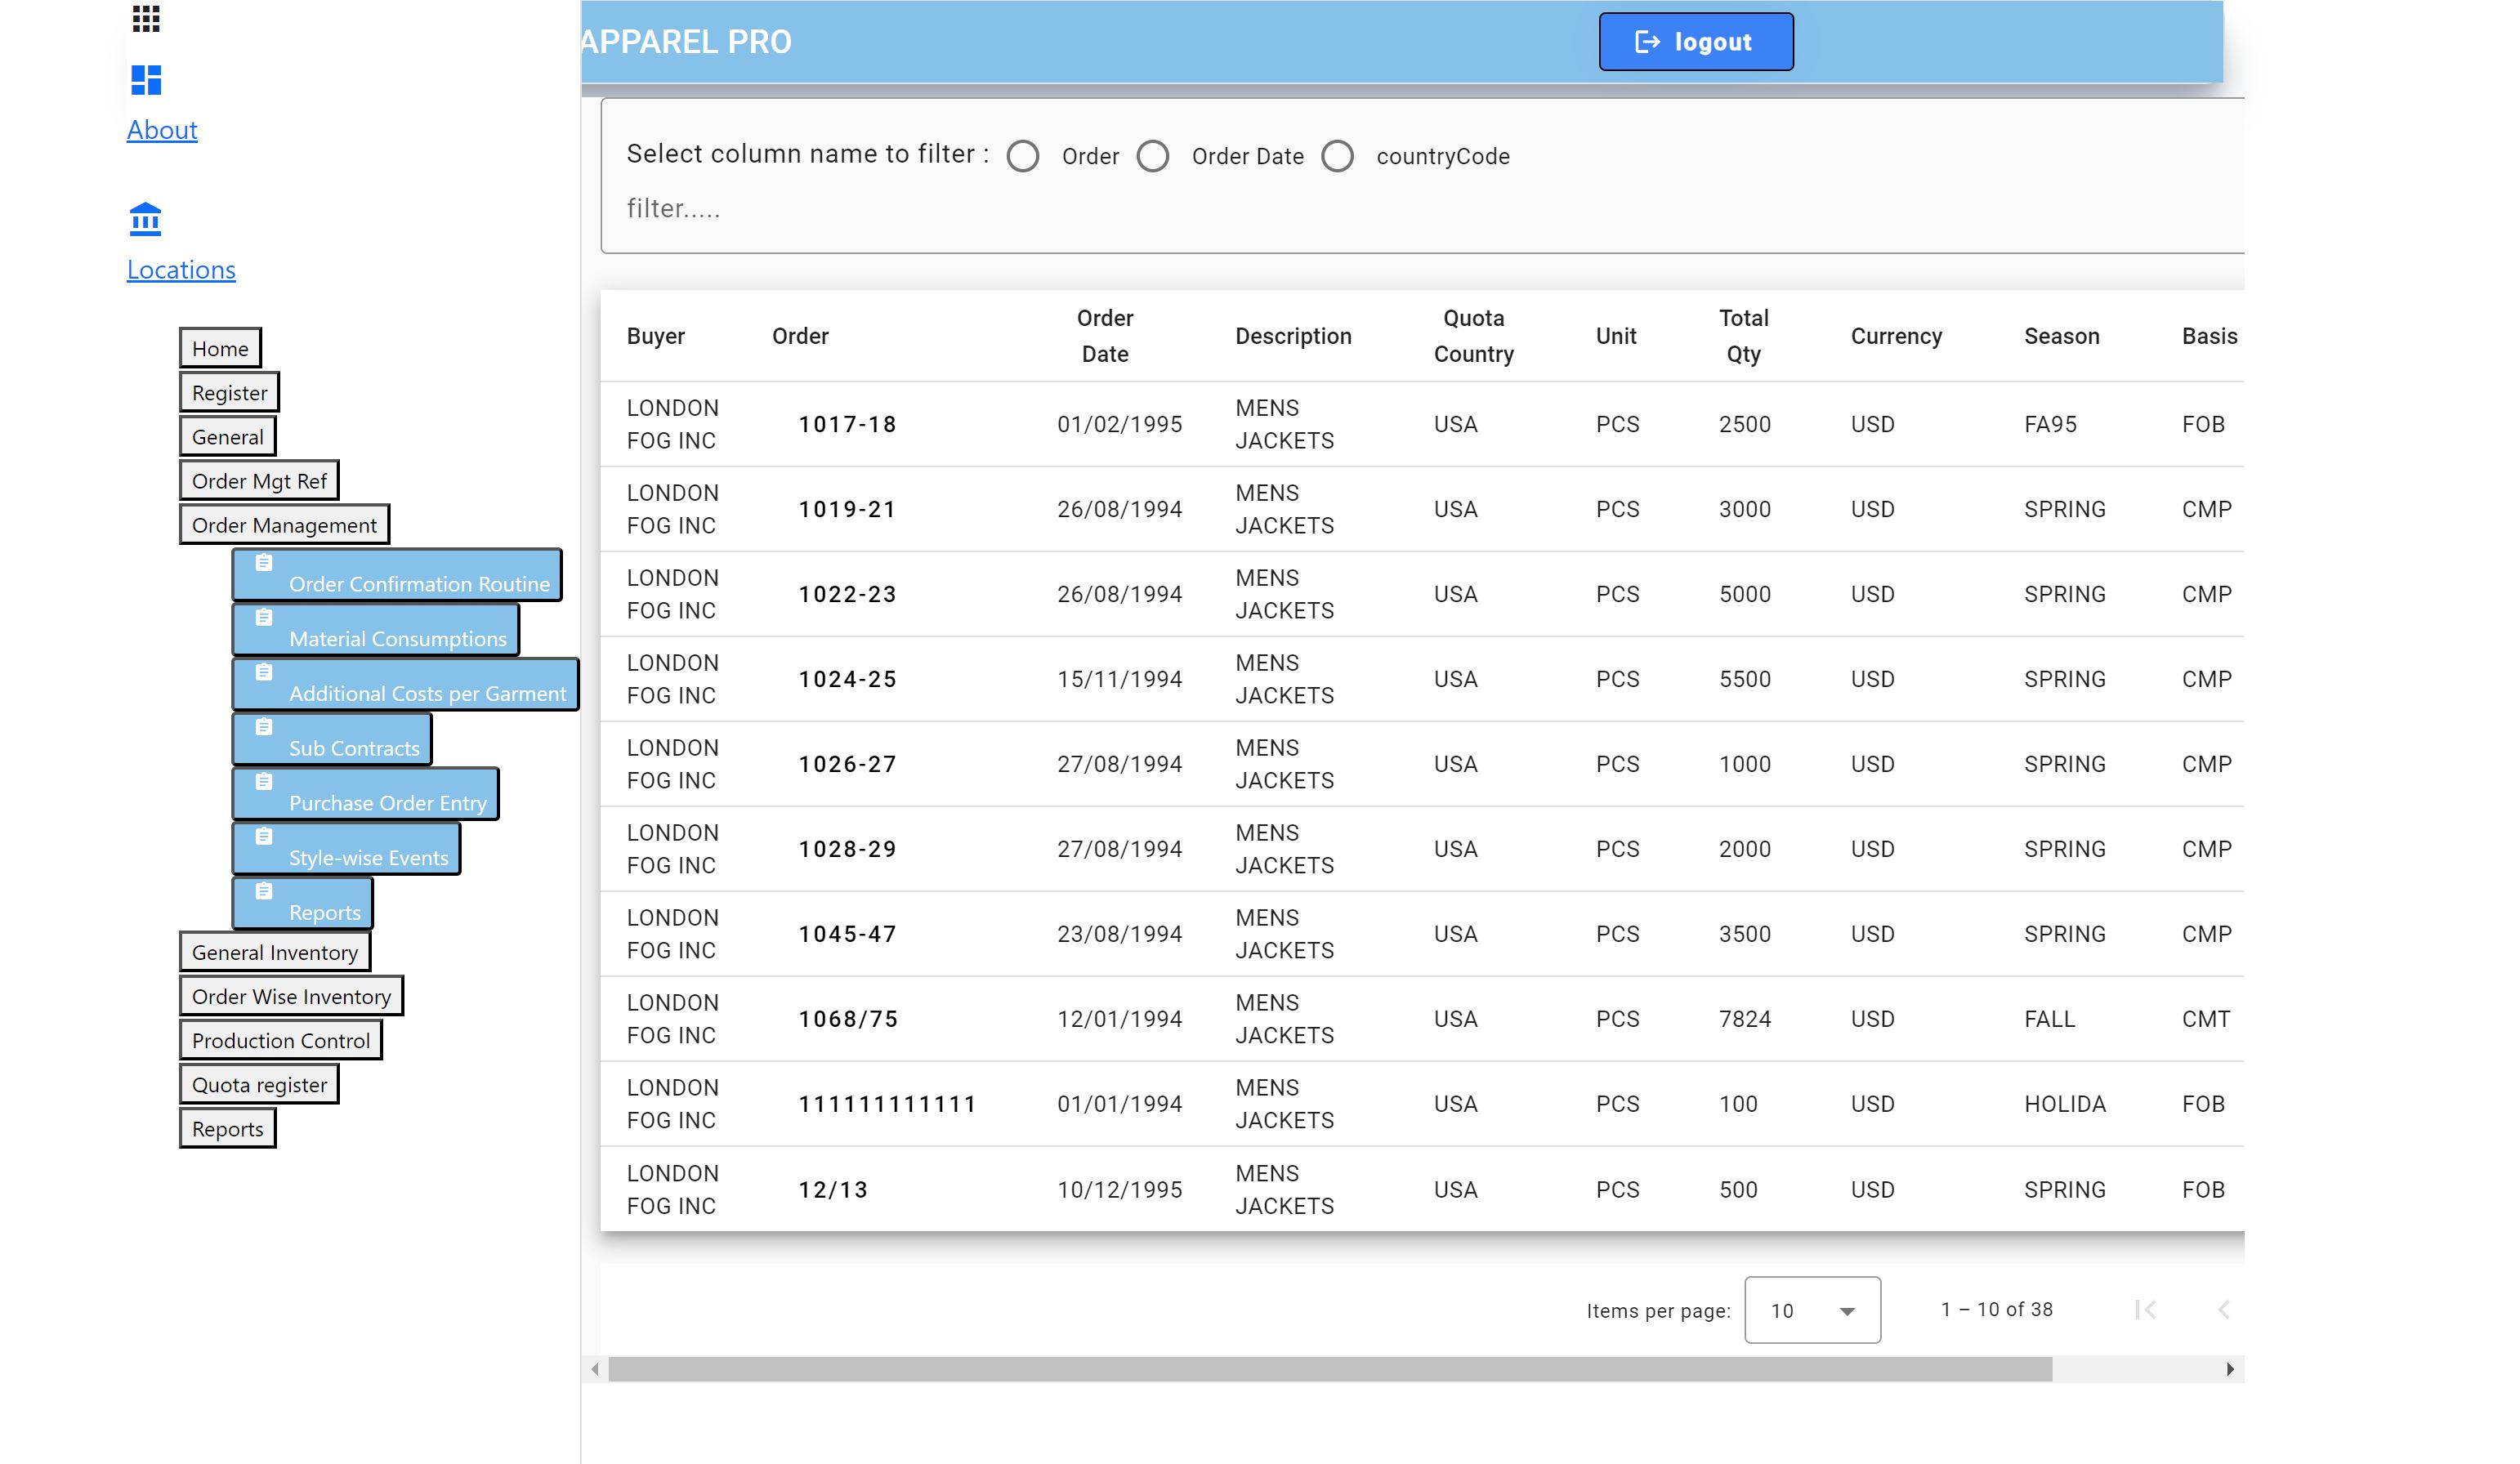 APPAREL PRO
logout
About
Locations
Home
Register
General
Order Mgt Ref
Order Management
Order Confirmation Routine
Material Consumptions
Additional Costs per Garment
Sub Contracts
Purchase Order Entry
Style-wise Events
Reports
General Inventory
Order Wise Inventory
Production Control
Quota register
Reports
Select column name to filter : Order Order Date countryCode
filter.....
Buyer Order Order Date Description Quota Country Unit Total Qty Currency Season Basis
LONDON FOG INC 1017-18 01/02/1995 MENS JACKETS USA PCS 2500 USD FA95 FOB
LONDON FOG INC 1019-21 26/08/1994 MENS JACKETS USA PCS 3000 USD SPRING CMP
LONDON FOG INC 1022-23 26/08/1994 MENS JACKETS USA PCS 5000 USD SPRING CMP
LONDON FOG INC 1024-25 15/11/1994 MENS JACKETS USA PCS 5500 USD SPRING CMP
LONDON FOG INC 1026-27 27/08/1994 MENS JACKETS USA PCS 1000 USD SPRING CMP
LONDON FOG INC 1028-29 27/08/1994 MENS JACKETS USA PCS 2000 USD SPRING CMP
LONDON FOG INC 1045-47 23/08/1994 MENS JACKETS USA PCS 3500 USD SPRING CMP
LONDON FOG INC 1068/75 12/01/1994 MENS JACKETS USA PCS 7824 USD FALL CMT
LONDON FOG INC 111111111111 01/01/1994 MENS JACKETS USA PCS 100 USD HOLIDA FOB
LONDON FOG INC 12/13 10/12/1995 MENS JACKETS USA PCS 500 USD SPRING FOB
Items per page: 10 1 – 10 of 38